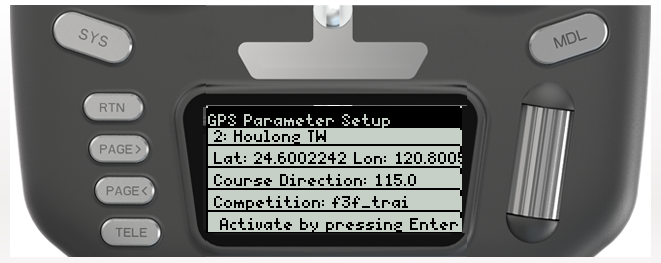 SYS
MDL
RTN
PAGE>
PAGE<
TELE
GPS Parameter Setup
2: Houlong TW
Lat: 24.6002242 Lon: 120.8005
Course Direction: 115.0
Competition: f3f_trai
Activate by pressing Enter